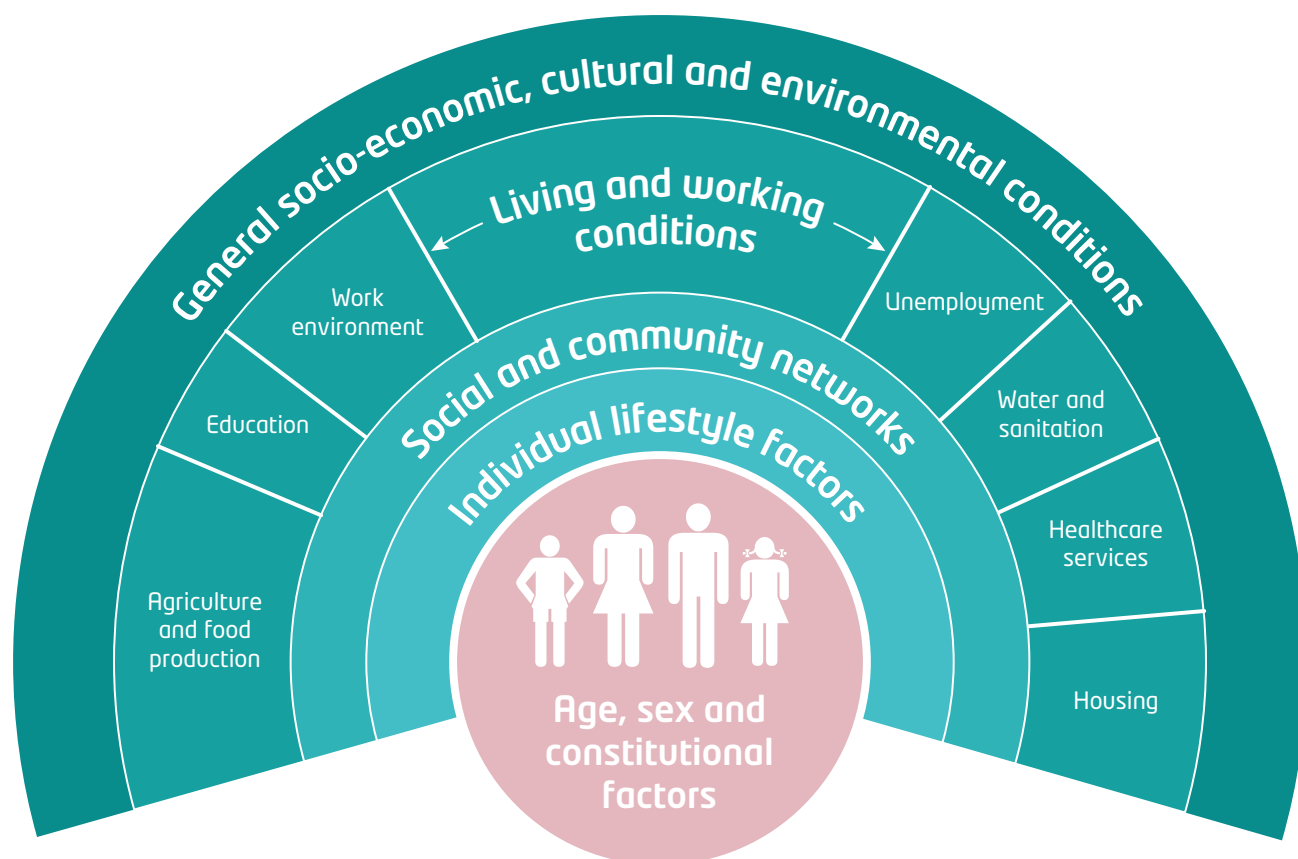 General socio-economic, cultural and environmental conditions
Living and working
conditions
Agriculture
and food
production
Education
Work
environment
Unemployment
Water and
sanitation
Healthcare
services
Housing
Social and community networks
Individual lifestyle factors
Age, sex and
constitutional
factors